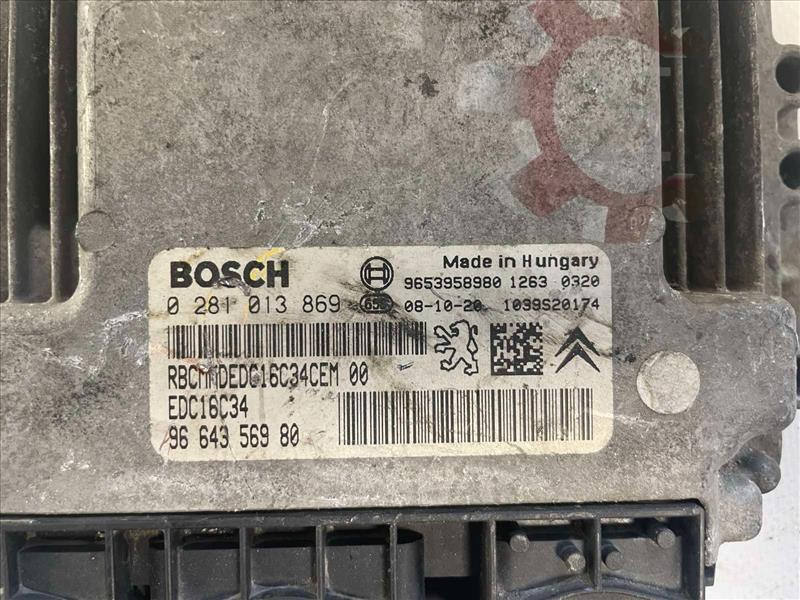 BOSCH
Made in Hungary
9653958980 1263 0320
0 281 013 869
08-10-20 1039S20174
RBCMMDEDC16C34CEM 00
EDC16C34
96 643 569 80